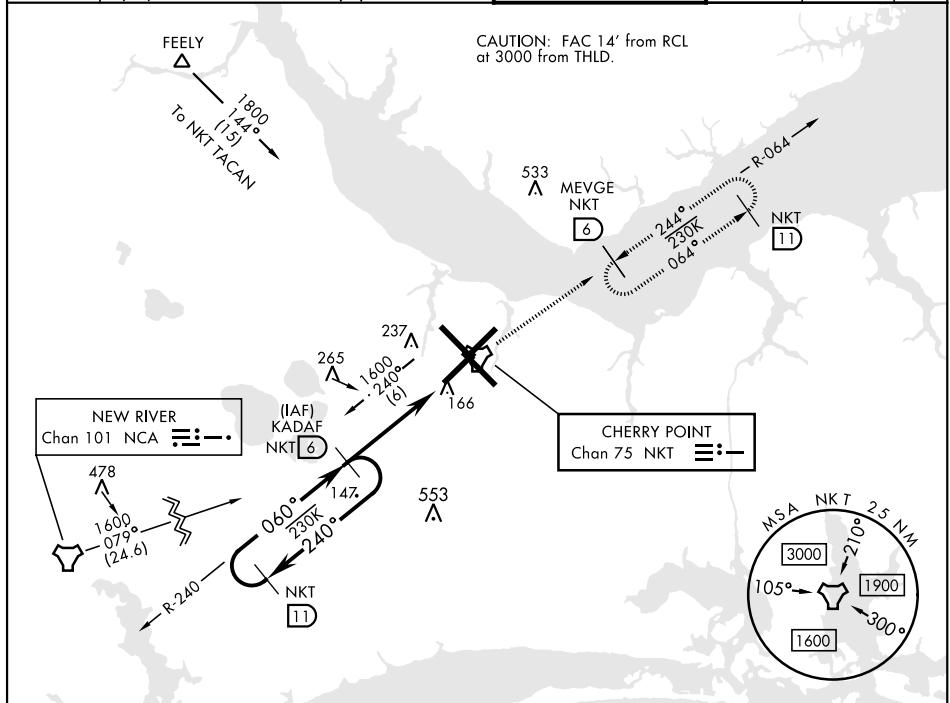 FEELY
CAUTION: FAC 14' from RCL
at 3000 from THLD.
1800
144°
(15)
To NKT TACAN
533
MEVGE
NKT
6
R-064
244°
230K
064°
NKT
11
237
265
1600
240°
(6)
166
(IAF)
KADAF
NKT 6
NEW RIVER
Chan 101 NCA
CHERRY POINT
Chan 75 NKT
478
1600
079°
(24.6)
147
060°
230K
240°
553
R-240
NKT
11
MSA NKT 25 NM
3000
210°
105°
1900
300°
1600